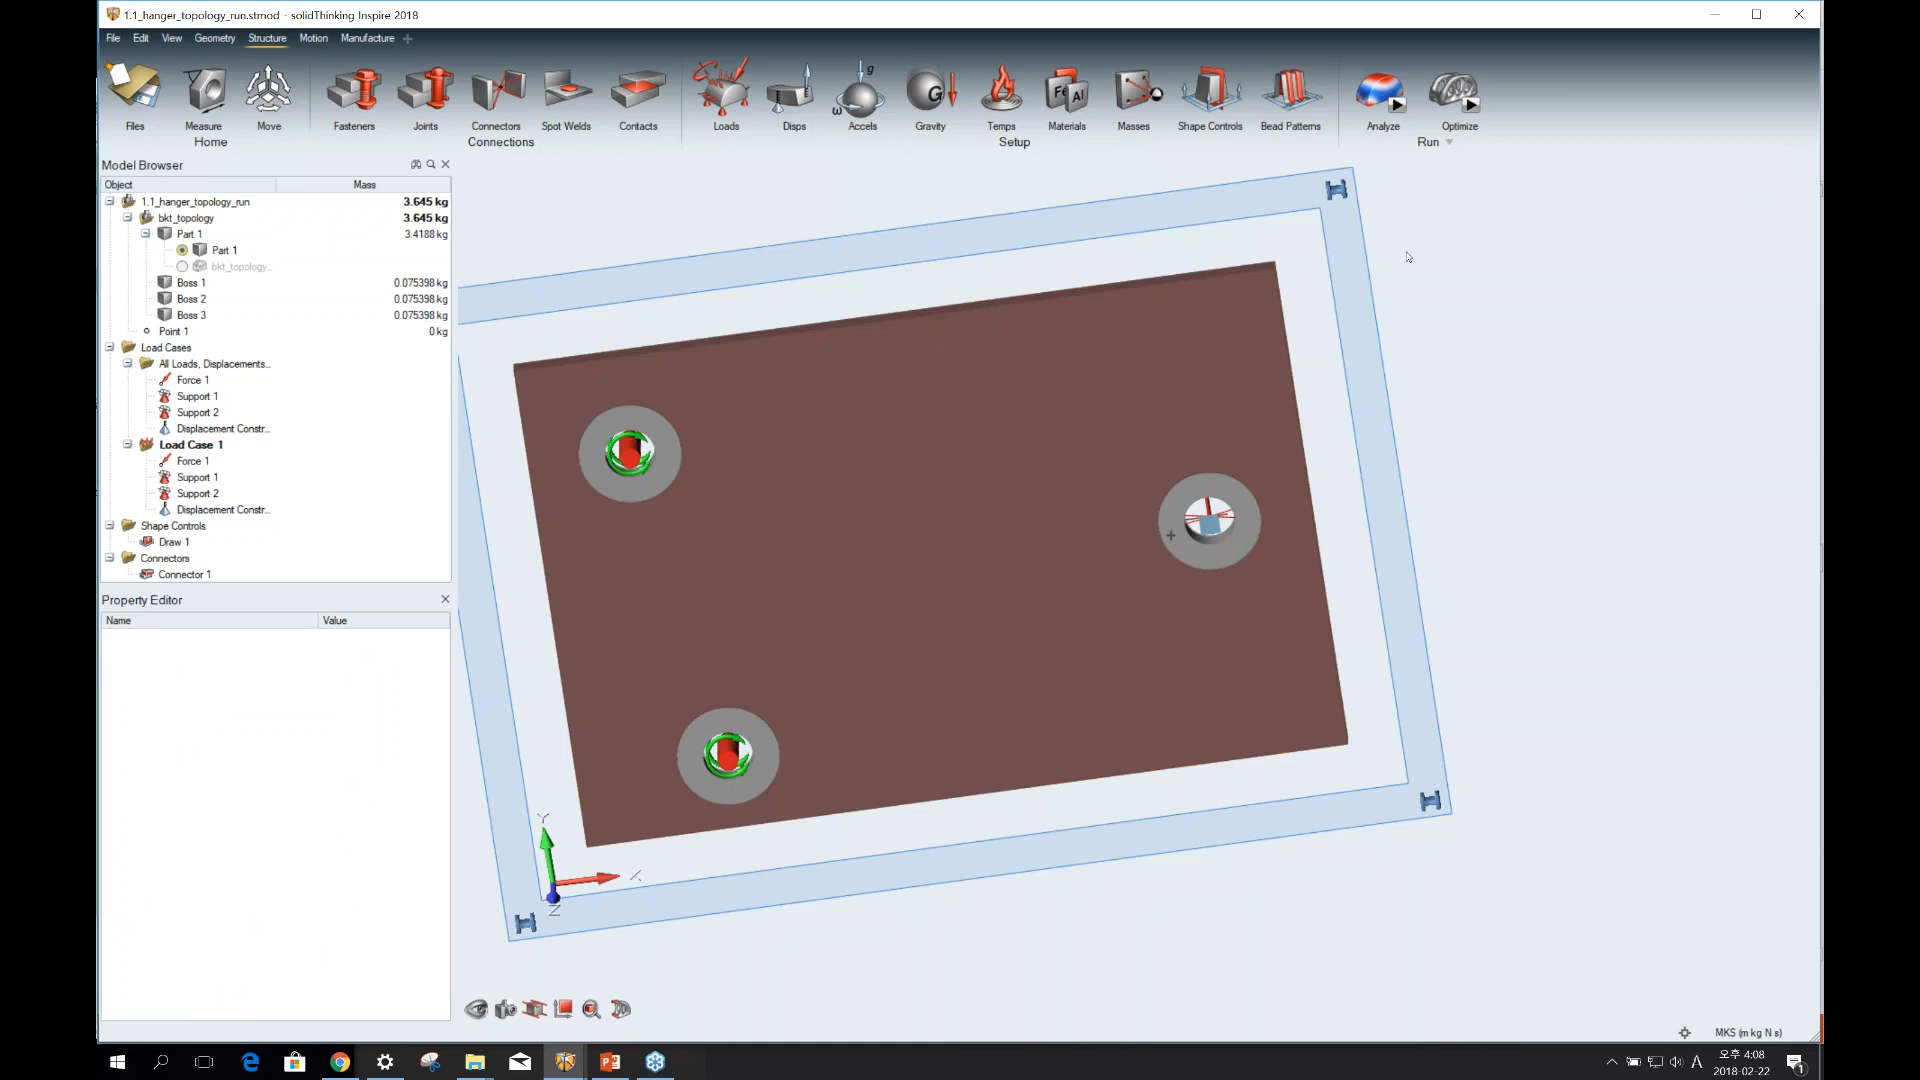 1.1_hanger_topology_run.stmod - solidThinking Inspire 2018
File Edit View Geometry Structure Motion Manufacture
Files Measure Move Fasteners Joints Connectors Spot Welds Contacts Loads Disps Accels Gravity Temps Materials Masses Shape Controls Bead Patterns Analyze Optimize
Home Connections Setup Run
Model Browser
Object Mass
1.1_hanger_topology_run 3.645 kg
bkt_topology 3.645 kg
Part 1 3.4188 kg
Part 1
bkt_topology...
Boss 1 0.075398 kg
Boss 2 0.075398 kg
Boss 3 0.075398 kg
Point 1 0 kg
Load Cases
All Loads, Displacements...
Force 1
Support 1
Support 2
Displacement Constr...
Load Case 1
Force 1
Support 1
Support 2
Displacement Constr...
Shape Controls
Draw 1
Connectors
Connector 1
Property Editor
Name Value
Y
X
Z
MKS (m kg N s)
A
오후 4:08
2018-02-22
1